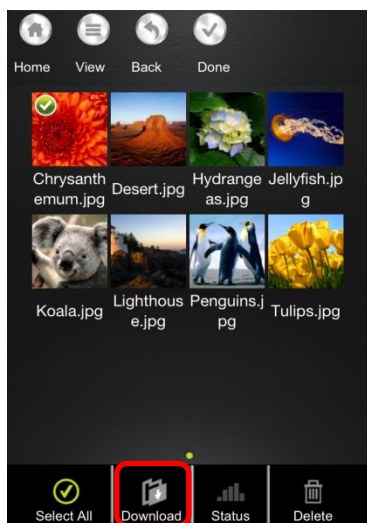 Home View Back Done
Chrysanth
emum.jpg
Desert.jpg
Hydrange
as.jpg
Jellyfish.jp
g
Koala.jpg
Lighthous
e.jpg
Penguins.j
pg
Tulips.jpg
Select All Download Status Delete